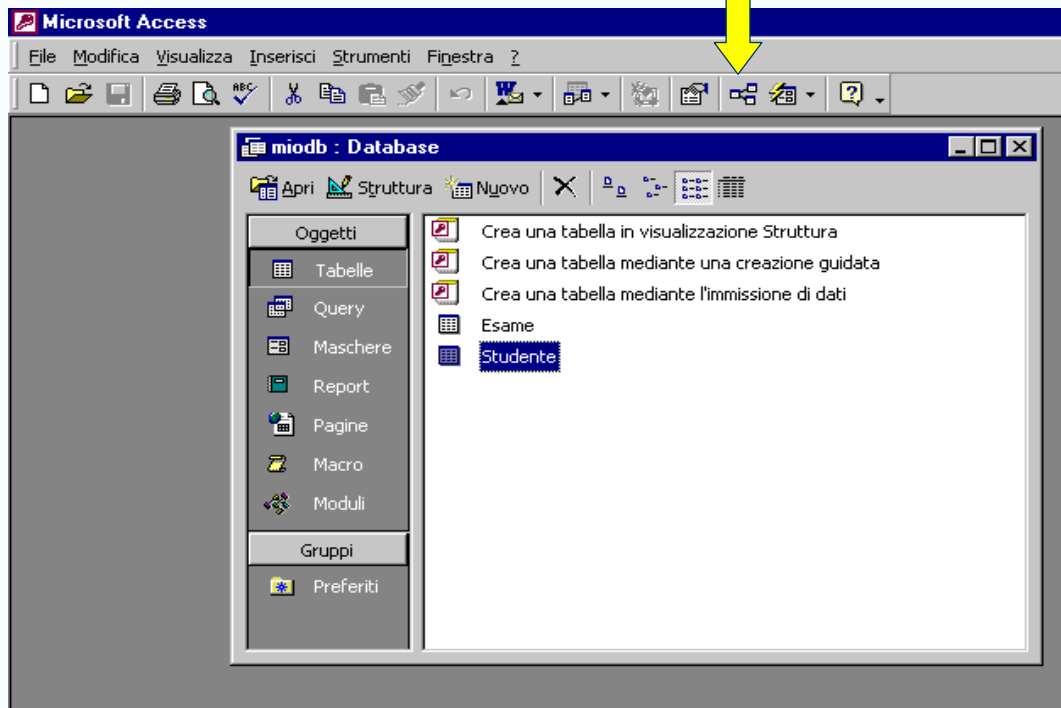 Microsoft Access
File Modifica Visualizza Inserisci Strumenti Finestra ?
ABC W ?
miodb : Database
Apri Struttura Nuovo
Oggetti
Tabelle
Query
Maschere
Report
Pagine
Macro
Moduli
Gruppi
Preferiti
Crea una tabella in visualizzazione Struttura
Crea una tabella mediante una creazione guidata
Crea una tabella mediante l'immissione di dati
Esame
Studente